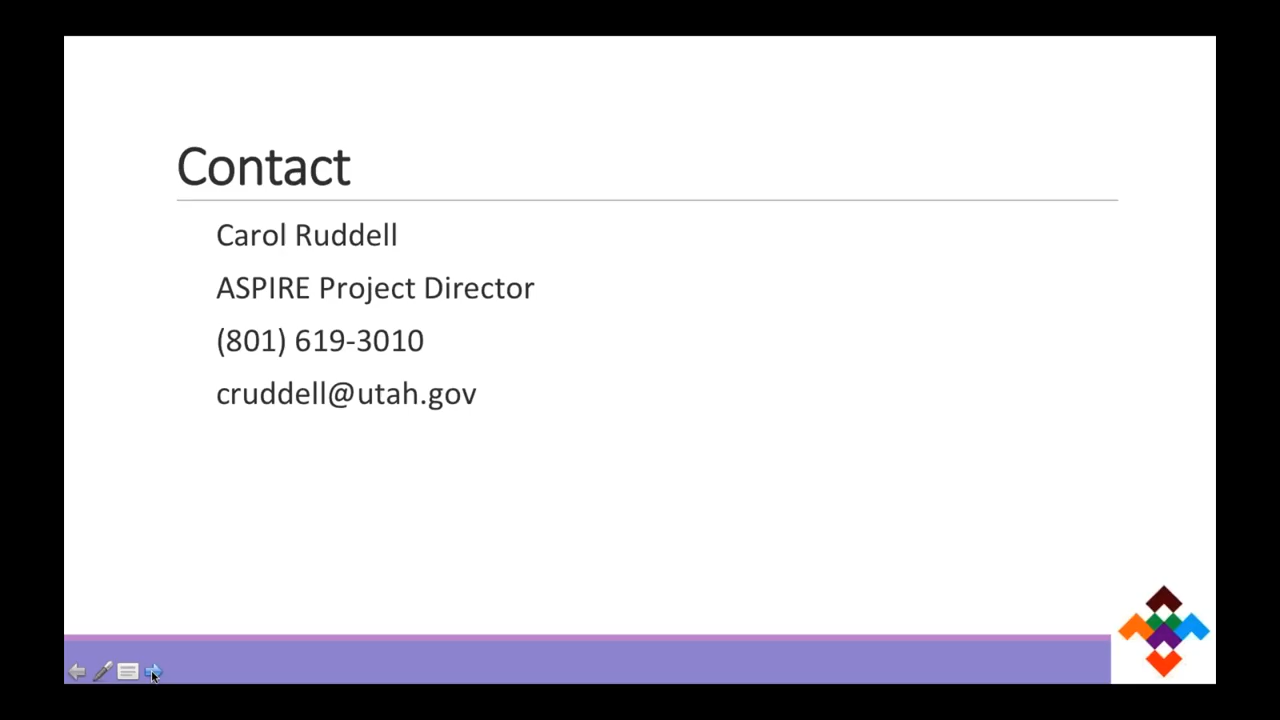 Contact
Carol Ruddell
ASPIRE Project Director
(801) 619-3010
cruddell@utah.gov